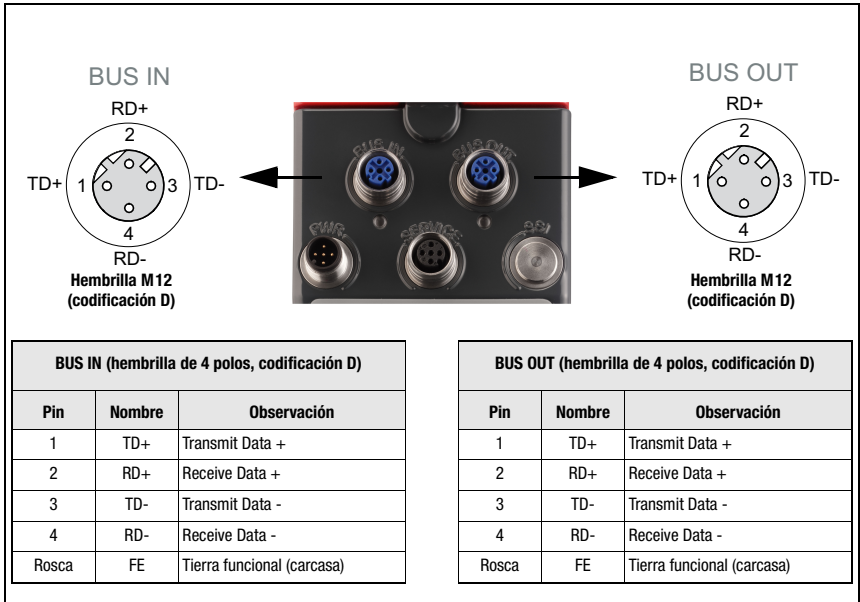 BUS IN
RD+
2
TD+ 1 3 TD-
4
RD-
Hembrilla M12
(codificación D)
BUS IN
BUS OUT
PWR
SERVICE
SSI
BUS OUT
RD+
2
TD+ 1 3 TD-
4
RD-
Hembrilla M12
(codificación D)
BUS IN (hembrilla de 4 polos, codificación D)
Pin Nombre Observación
1 TD+ Transmit Data +
2 RD+ Receive Data +
3 TD- Transmit Data -
4 RD- Receive Data -
Rosca FE Tierra funcional (carcasa)
BUS OUT (hembrilla de 4 polos, codificación D)
Pin Nombre Observación
1 TD+ Transmit Data +
2 RD+ Receive Data +
3 TD- Transmit Data -
4 RD- Receive Data -
Rosca FE Tierra funcional (carcasa)